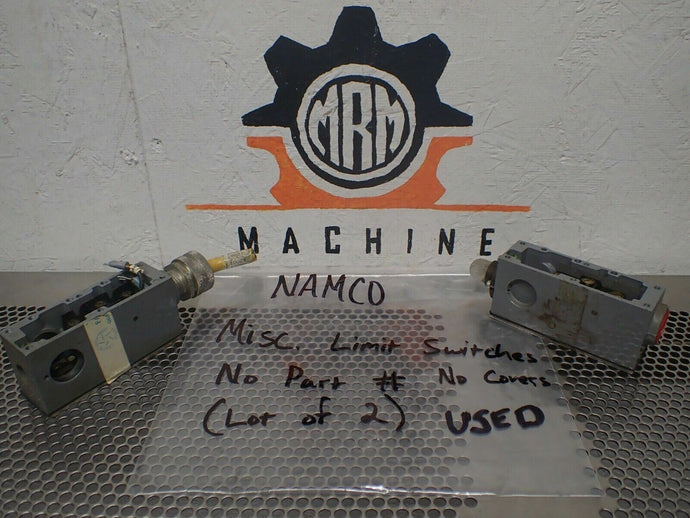 MRM
MACHINE
NAMCO
Misc. Limit Switches
No Part # No Covers
(Lot of 2) USED